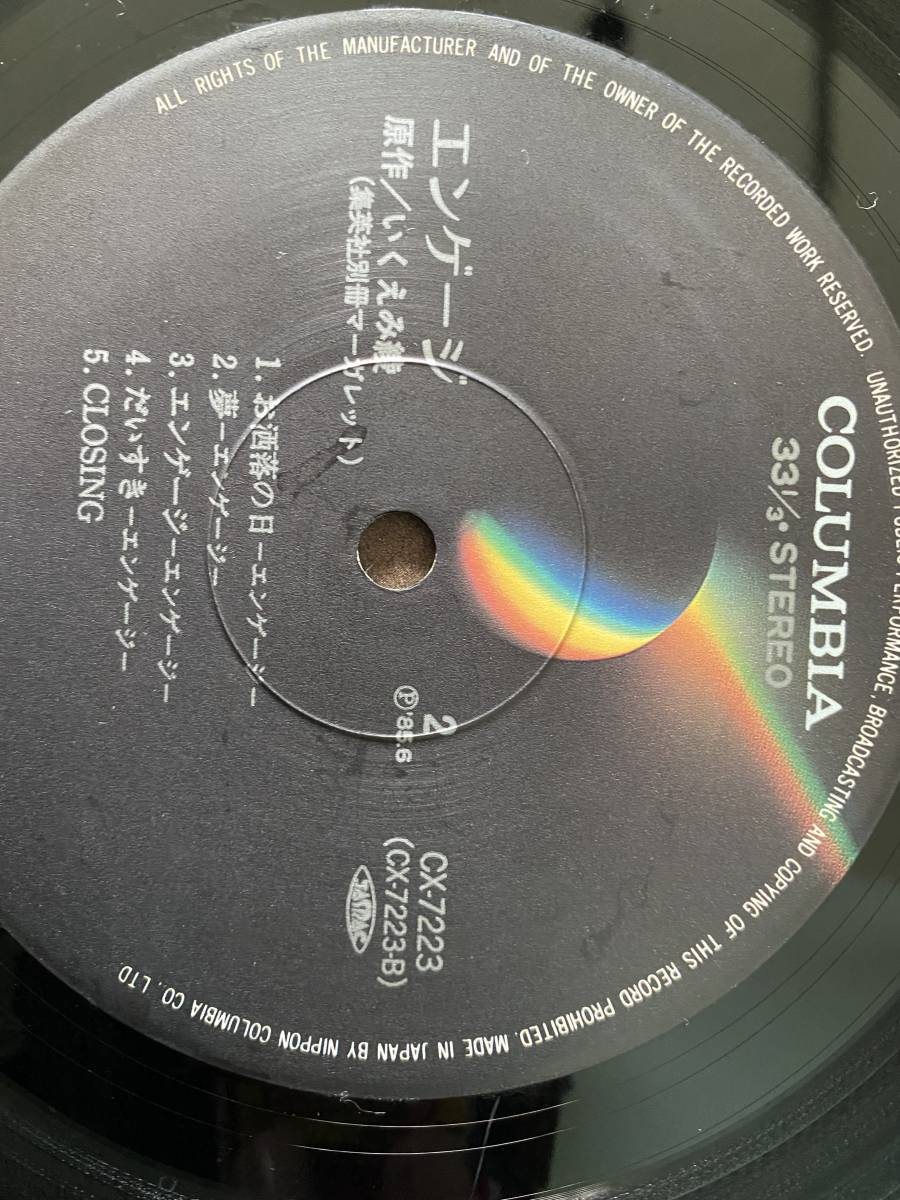 COLUMBIA
33⅓• STEREO
エンゲージ
原作/いくえみ綾
(集英社別冊マーガレット)
1. お洒落の日 ーエンゲージー
2. 夢 ーエンゲージー
3. エンゲージ ーエンゲージー
4. だいすき ーエンゲージー
5. CLOSING
2
Ⓟ'85.6
CX-7223
(CX-7223-B)
JASRAC
ALL RIGHTS OF THE MANUFACTURER AND OF THE OWNER OF THE RECORDED WORK RESERVED. UNAUTHORIZED PUBLIC PERFORMANCE, BROADCASTING AND COPYING OF THIS RECORD PROHIBITED. MADE IN JAPAN BY NIPPON COLUMBIA CO., LTD